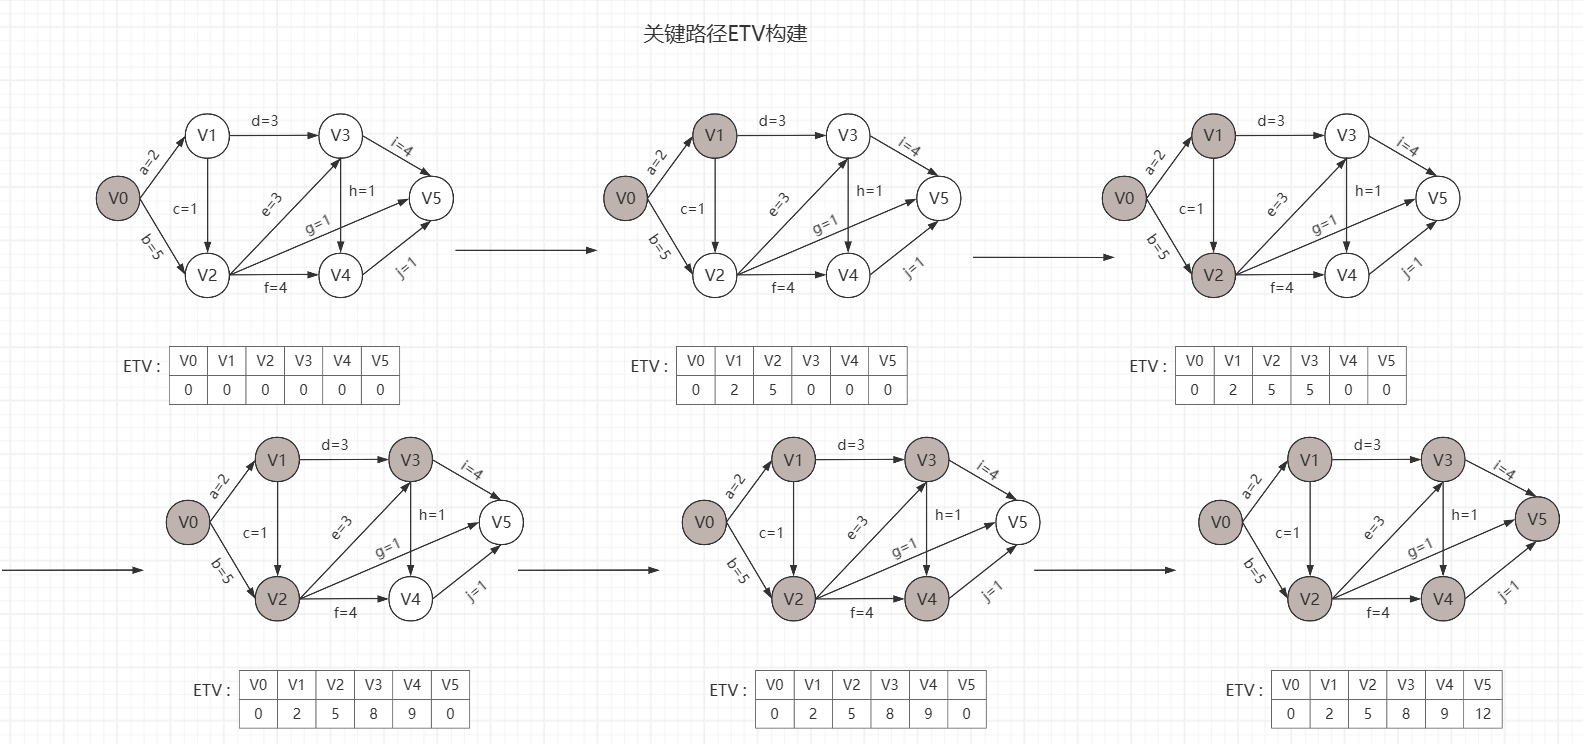 关键路径ETV构建
V1 d=3 V3
a=2 i=4
V0 c=1 e=3 h=1 V5
g=1
b=5 j=1
V2 f=4 V4
ETV : V0 V1 V2 V3 V4 V5
0 0 0 0 0 0
V1 d=3 V3
a=2 i=4
V0 c=1 e=3 h=1 V5
g=1
b=5 j=1
V2 f=4 V4
ETV : V0 V1 V2 V3 V4 V5
0 2 5 0 0 0
V1 d=3 V3
a=2 i=4
V0 c=1 e=3 h=1 V5
g=1
b=5 j=1
V2 f=4 V4
ETV : V0 V1 V2 V3 V4 V5
0 2 5 5 0 0
V1 d=3 V3
a=2 i=4
V0 c=1 e=3 h=1 V5
g=1
b=5 j=1
V2 f=4 V4
ETV : V0 V1 V2 V3 V4 V5
0 2 5 8 9 0
V1 d=3 V3
a=2 i=4
V0 c=1 e=3 h=1 V5
g=1
b=5 j=1
V2 f=4 V4
ETV : V0 V1 V2 V3 V4 V5
0 2 5 8 9 0
V1 d=3 V3
a=2 i=4
V0 c=1 e=3 h=1 V5
g=1
b=5 j=1
V2 f=4 V4
ETV : V0 V1 V2 V3 V4 V5
0 2 5 8 9 12